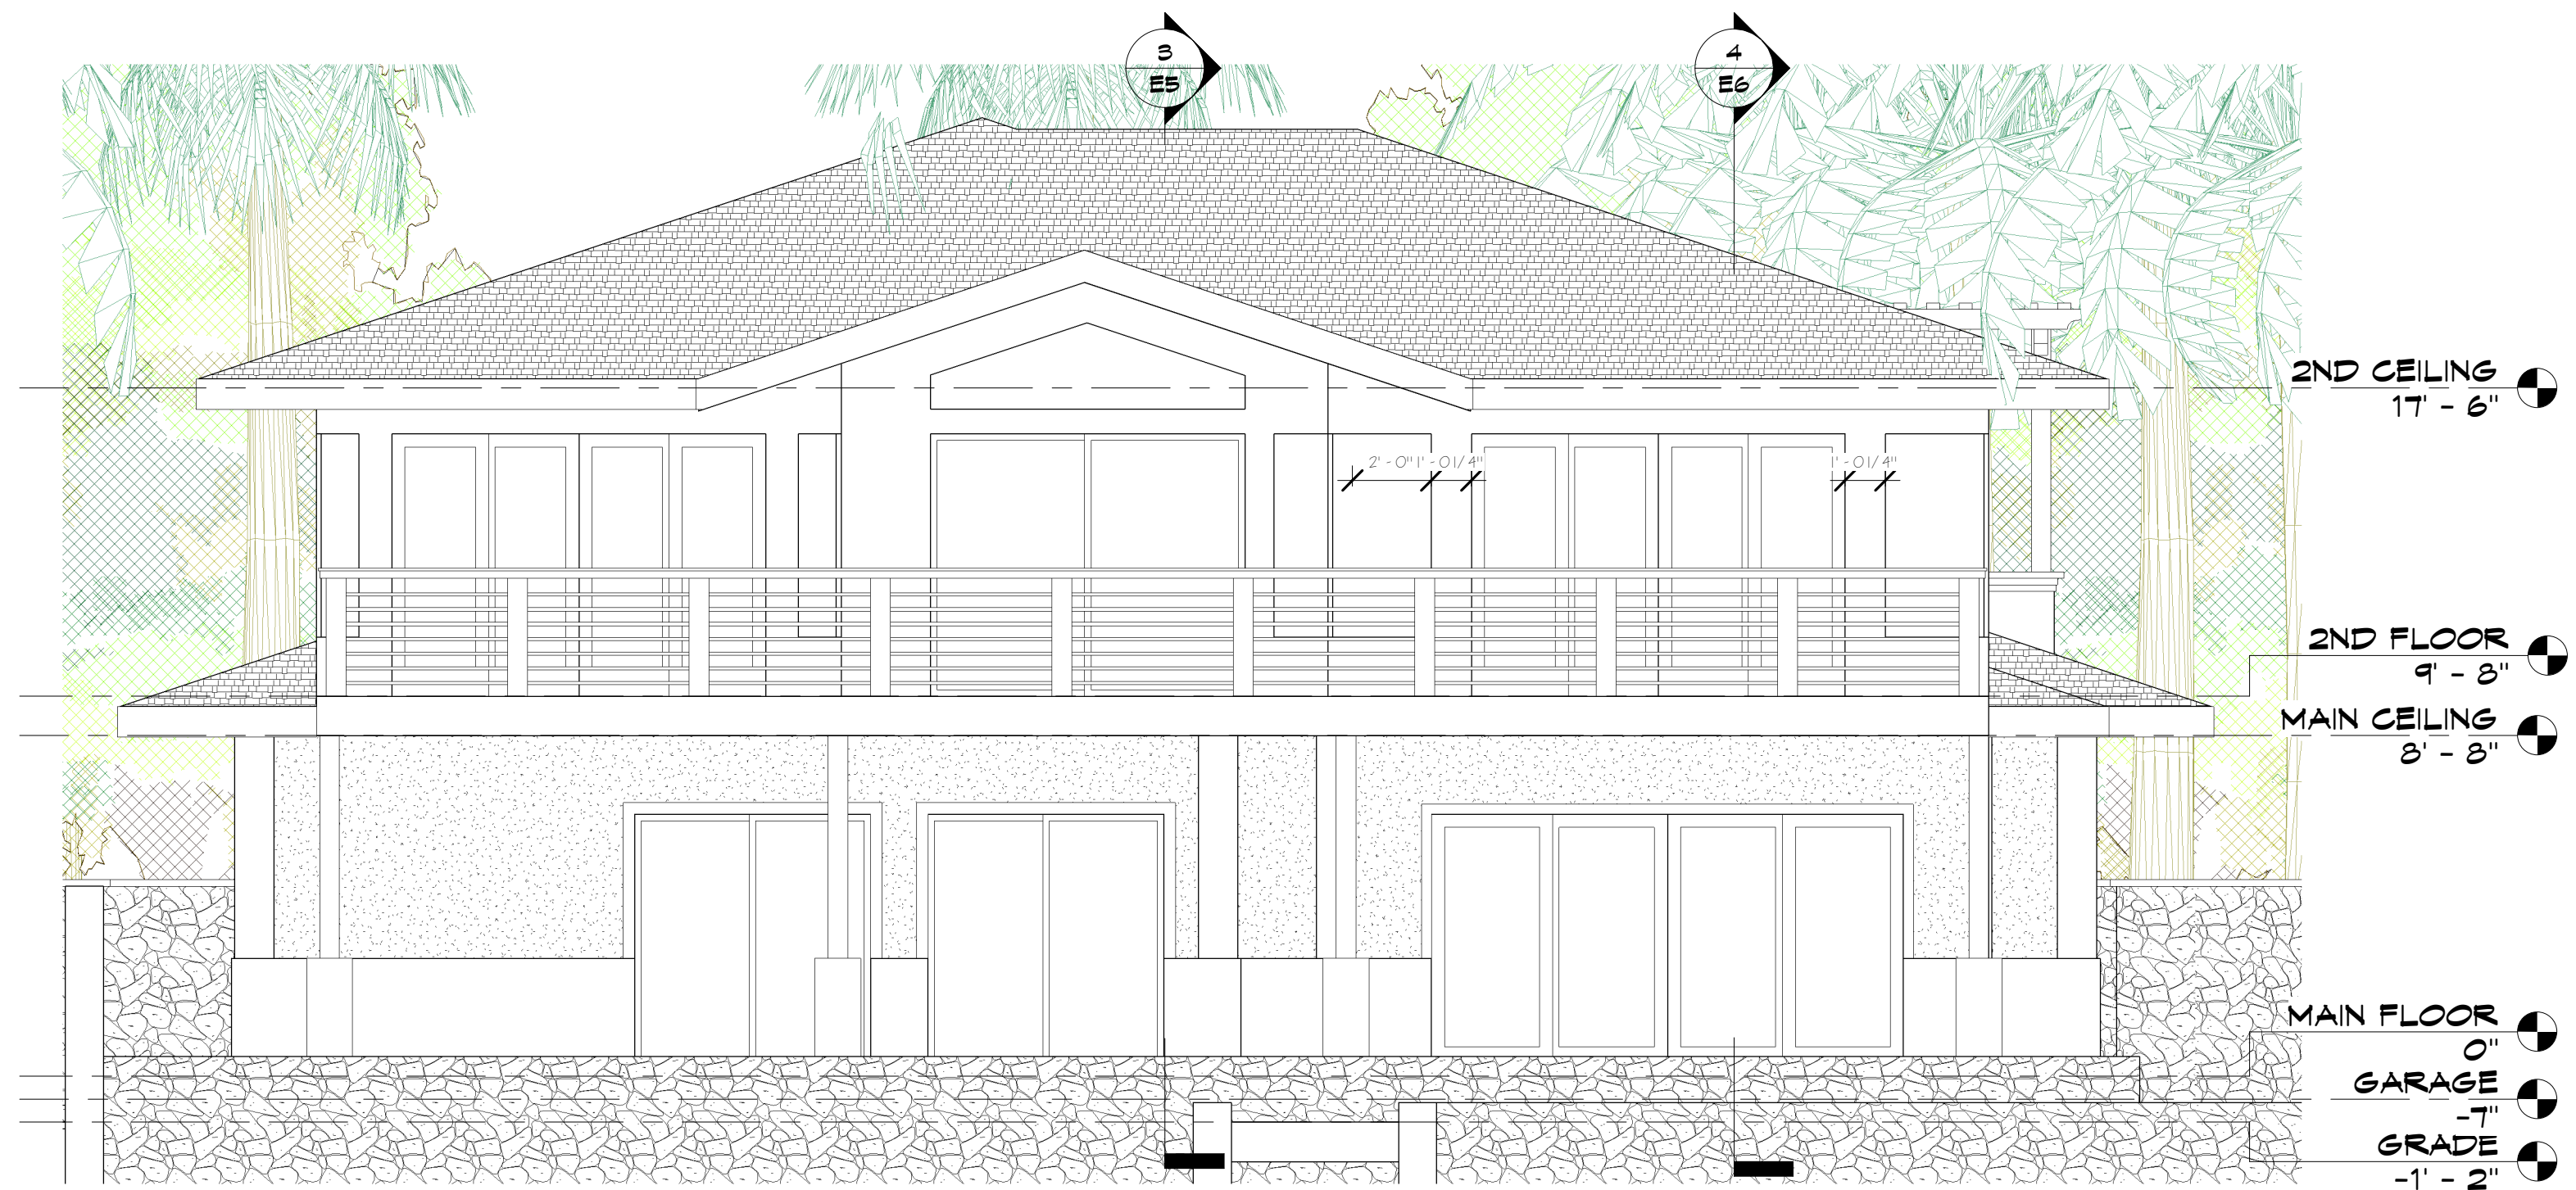 3
E5
4
E6
2ND CEILING
17' - 6"
2' - 0" 1' - 0 1/4"
1' - 0 1/4"
2ND FLOOR
9' - 8"
MAIN CEILING
8' - 8"
MAIN FLOOR
0"
GARAGE
-7"
GRADE
-1' - 2"